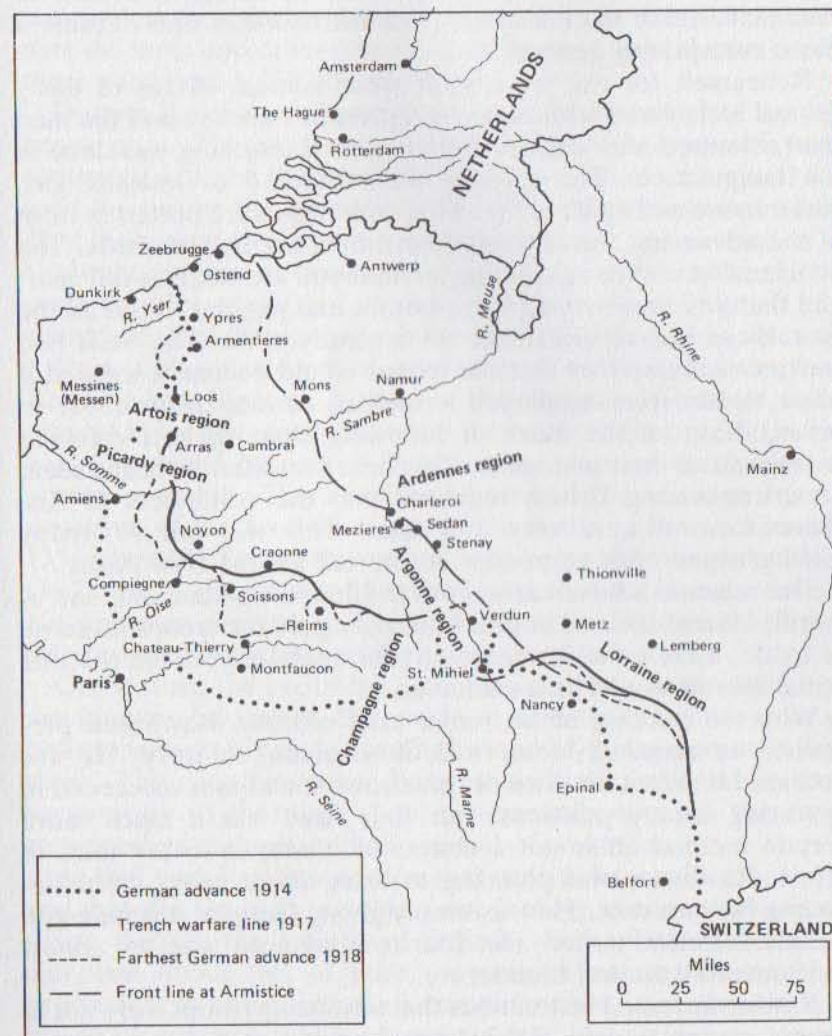 Amsterdam
The Hague
Rotterdam
NETHERLANDS
Zeebrugge
Ostend
Antwerp
Dunkirk
R. Yser
Ypres
R. Meuse
R. Rhine
Armentieres
Messines
(Messen)
Loos
Mons
Namur
Artois region
R. Sambre
Arras
Cambrai
Picardy region
R. Somme
Ardennes region
Mainz
Amiens
Charleroi
Mezieres
Sedan
Noyon
Stenay
Craonne
Argonne region
Thionville
Compiegne
Soissons
R. Oise
Reims
Verdun
Metz
Chateau-Thierry
Lemberg
Paris
Montfaucon
St. Mihiel
Lorraine region
Champagne region
Nancy
R. Seine
R. Marne
Epinal
Belfort
SWITZERLAND
German advance 1914
Trench warfare line 1917
Farthest German advance 1918
Front line at Armistice
Miles
0 25 50 75